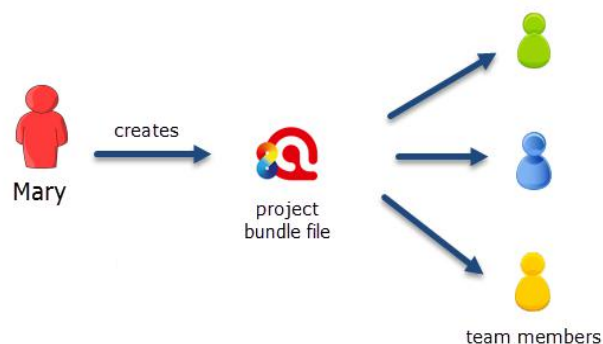 creates
Mary
project
bundle file
team members